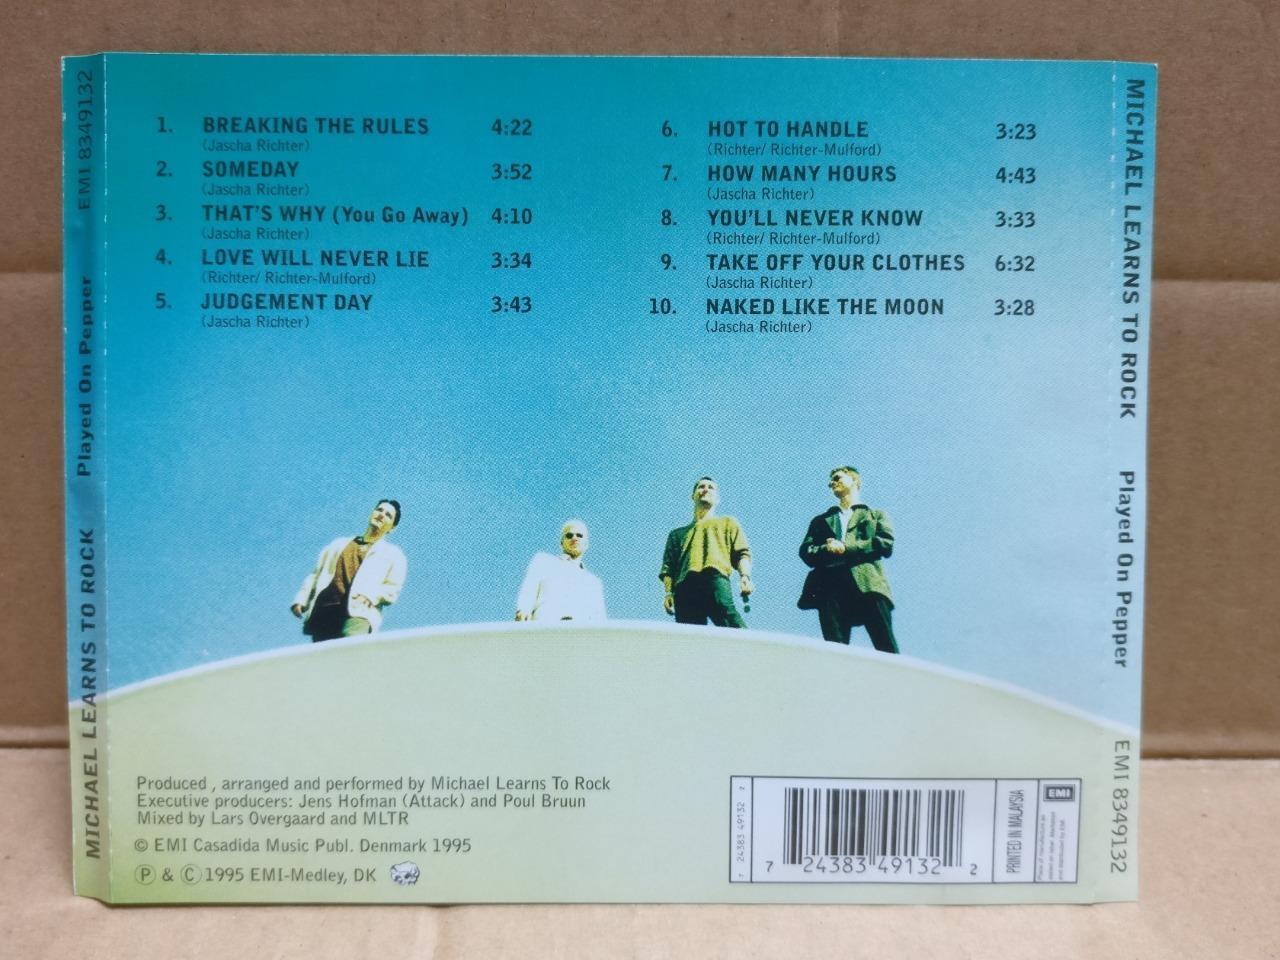 1. BREAKING THE RULES 4:22
(Jascha Richter)
2. SOMEDAY 3:52
(Jascha Richter)
3. THAT'S WHY (You Go Away) 4:10
(Jascha Richter)
4. LOVE WILL NEVER LIE 3:34
(Richter/ Richter-Mulford)
5. JUDGEMENT DAY 3:43
(Jascha Richter)
6. HOT TO HANDLE 3:23
(Richter/ Richter-Mulford)
7. HOW MANY HOURS 4:43
(Jascha Richter)
8. YOU'LL NEVER KNOW 3:33
(Richter/ Richter-Mulford)
9. TAKE OFF YOUR CLOTHES 6:32
(Jascha Richter)
10. NAKED LIKE THE MOON 3:28
(Jascha Richter)
MICHAEL LEARNS TO ROCK Played On Pepper EMI 8349132
MICHAEL LEARNS TO ROCK Played On Pepper EMI 8349132
Produced , arranged and performed by Michael Learns To Rock
Executive producers: Jens Hofman (Attack) and Poul Bruun
Mixed by Lars Overgaard and MLTR
© EMI Casadida Music Publ. Denmark 1995
Ⓟ & Ⓒ 1995 EMI-Medley, DK
7 24383 49132 2
7 24383 49132 2
PRINTED IN MALAYSIA
EMI